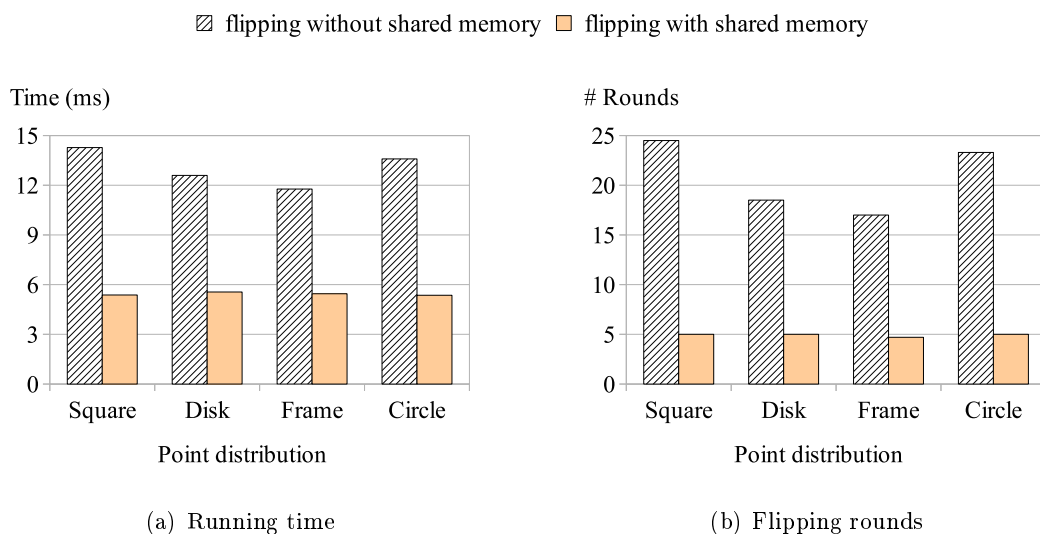 flipping without shared memory flipping with shared memory
Time (ms)
15
12
9
6
3
0
Square Disk Frame Circle
Point distribution
(a) Running time
# Rounds
25
20
15
10
5
0
Square Disk Frame Circle
Point distribution
(b) Flipping rounds